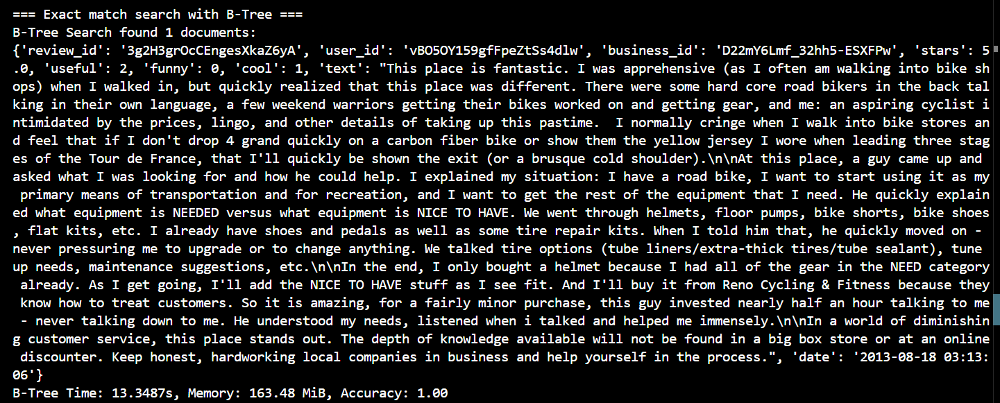 === Exact match search with B-Tree ===
B-Tree Search found 1 documents:
{'review_id': '3g2H3grOcCEngesXkaZ6yA', 'user_id': 'vBO5OY159gfFpeZtSs4dlw', 'business_id': 'D22mY6Lmf_32hh5-ESXFPw', 'stars': 5
.0, 'useful': 2, 'funny': 0, 'cool': 1, 'text': "This place is fantastic. I was apprehensive (as I often am walking into bike sh
ops) when I walked in, but quickly realized that this place was different. There were some hard core road bikers in the back tal
king in their own language, a few weekend warriors getting their bikes worked on and getting gear, and me: an aspiring cyclist i
ntimidated by the prices, lingo, and other details of taking up this pastime.  I normally cringe when I walk into bike stores an
d feel that if I don't drop 4 grand quickly on a carbon fiber bike or show them the yellow jersey I wore when leading three stag
es of the Tour de France, that I'll quickly be shown the exit (or a brusque cold shoulder).\n\nAt this place, a guy came up and
asked what I was looking for and how he could help. I explained my situation: I have a road bike, I want to start using it as my
 primary means of transportation and for recreation, and I want to get the rest of the equipment that I need. He quickly explain
ed what equipment is NEEDED versus what equipment is NICE TO HAVE. We went through helmets, floor pumps, bike shorts, bike shoes
, flat kits, etc. I already have shoes and pedals as well as some tire repair kits. When I told him that, he quickly moved on -
never pressuring me to upgrade or to change anything. We talked tire options (tube liners/extra-thick tires/tube sealant), tune
up needs, maintenance suggestions, etc.\n\nIn the end, I only bought a helmet because I had all of the gear in the NEED category
 already. As I get going, I'll add the NICE TO HAVE stuff as I see fit. And I'll buy it from Reno Cycling & Fitness because they
 know how to treat customers. So it is amazing, for a fairly minor purchase, this guy invested nearly half an hour talking to me
 - never talking down to me. He understood my needs, listened when i talked and helped me immensely.\n\nIn a world of diminishin
g customer service, this place stands out. The depth of knowledge available will not be found in a big box store or at an online
 discounter. Keep honest, hardworking local companies in business and help yourself in the process.", 'date': '2013-08-18 03:13:
06'}
B-Tree Time: 13.3487s, Memory: 163.48 MiB, Accuracy: 1.00